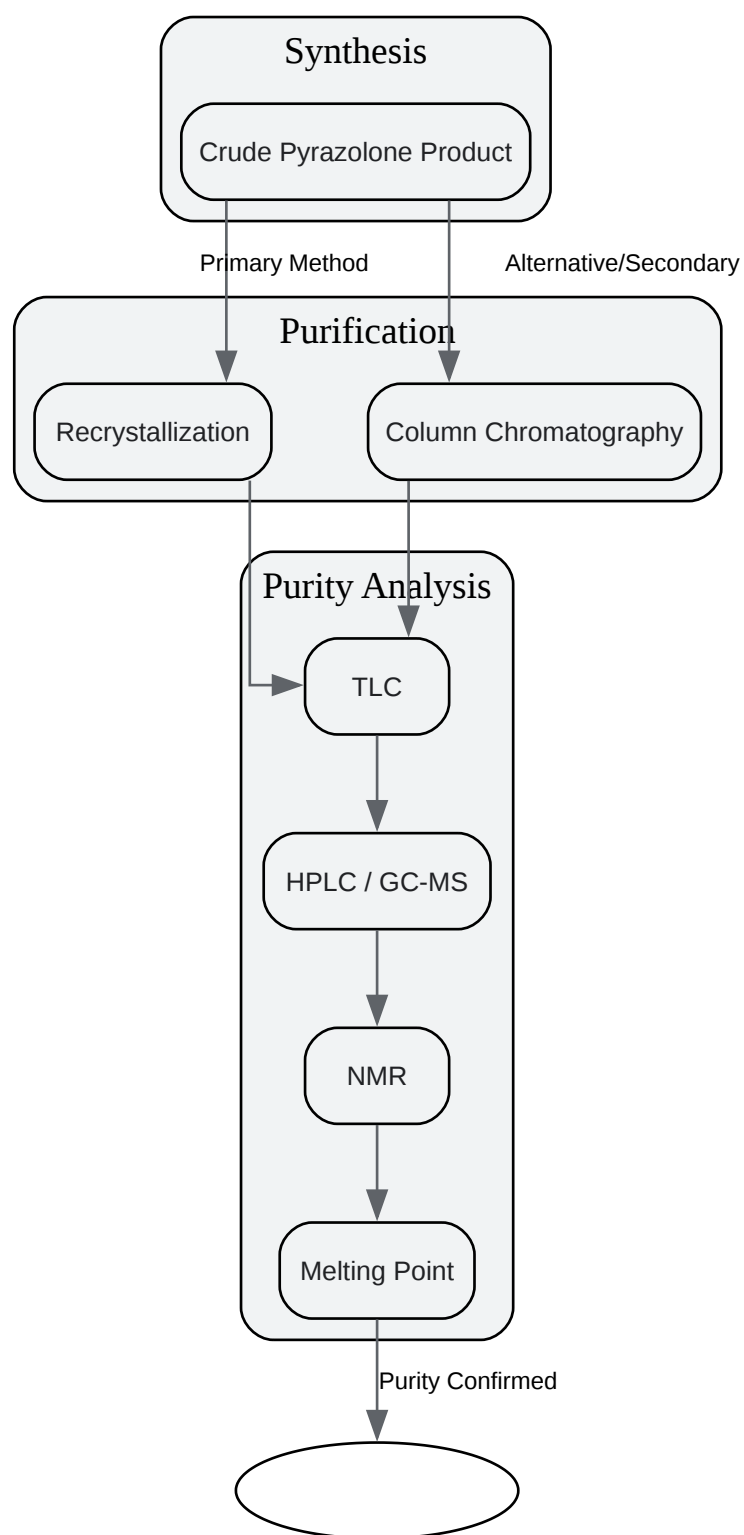 Synthesis
Crude Pyrazolone Product
Primary Method
Alternative/Secondary
Purification
Recrystallization
Column Chromatography
Purity Analysis
TLC
HPLC / GC-MS
NMR
Melting Point
Purity Confirmed